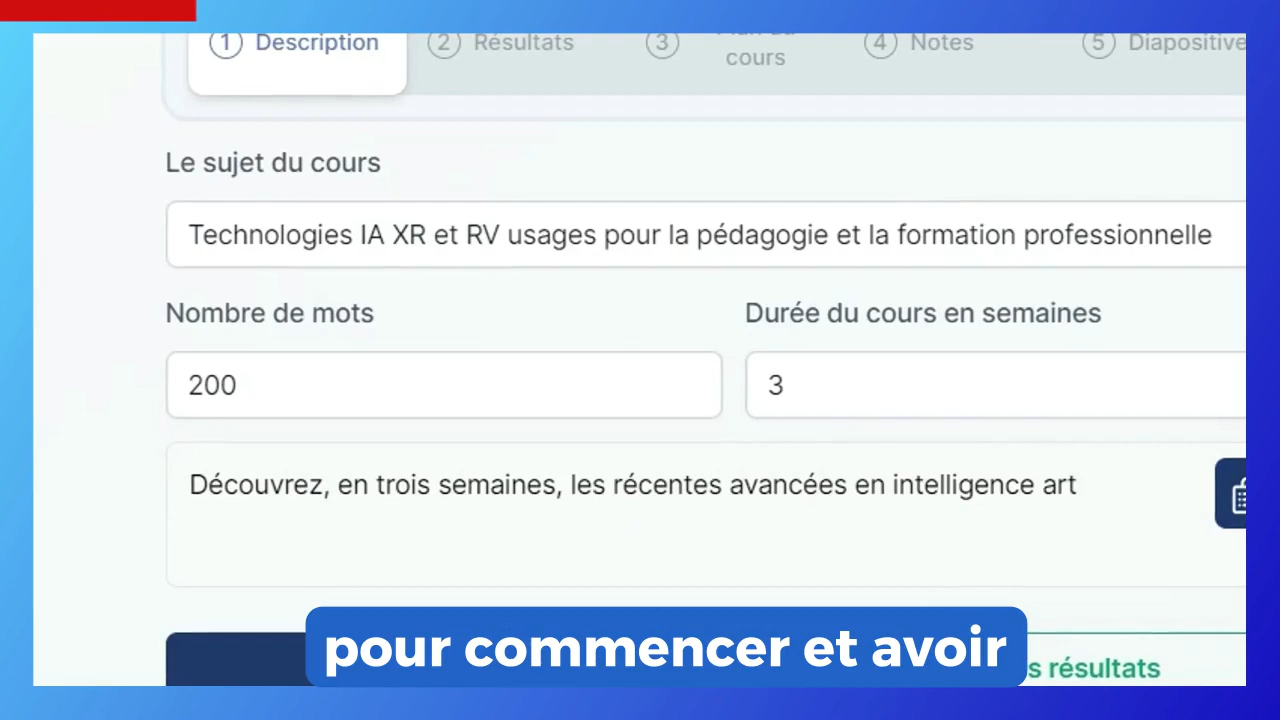 1 Description
2 Résultats
3
cours
4 Notes
5 Diapositive
Le sujet du cours
Technologies IA XR et RV usages pour la pédagogie et la formation professionnelle
Nombre de mots
Durée du cours en semaines
200
3
Découvrez, en trois semaines, les récentes avancées en intelligence art
pour commencer et avoir
s résultats